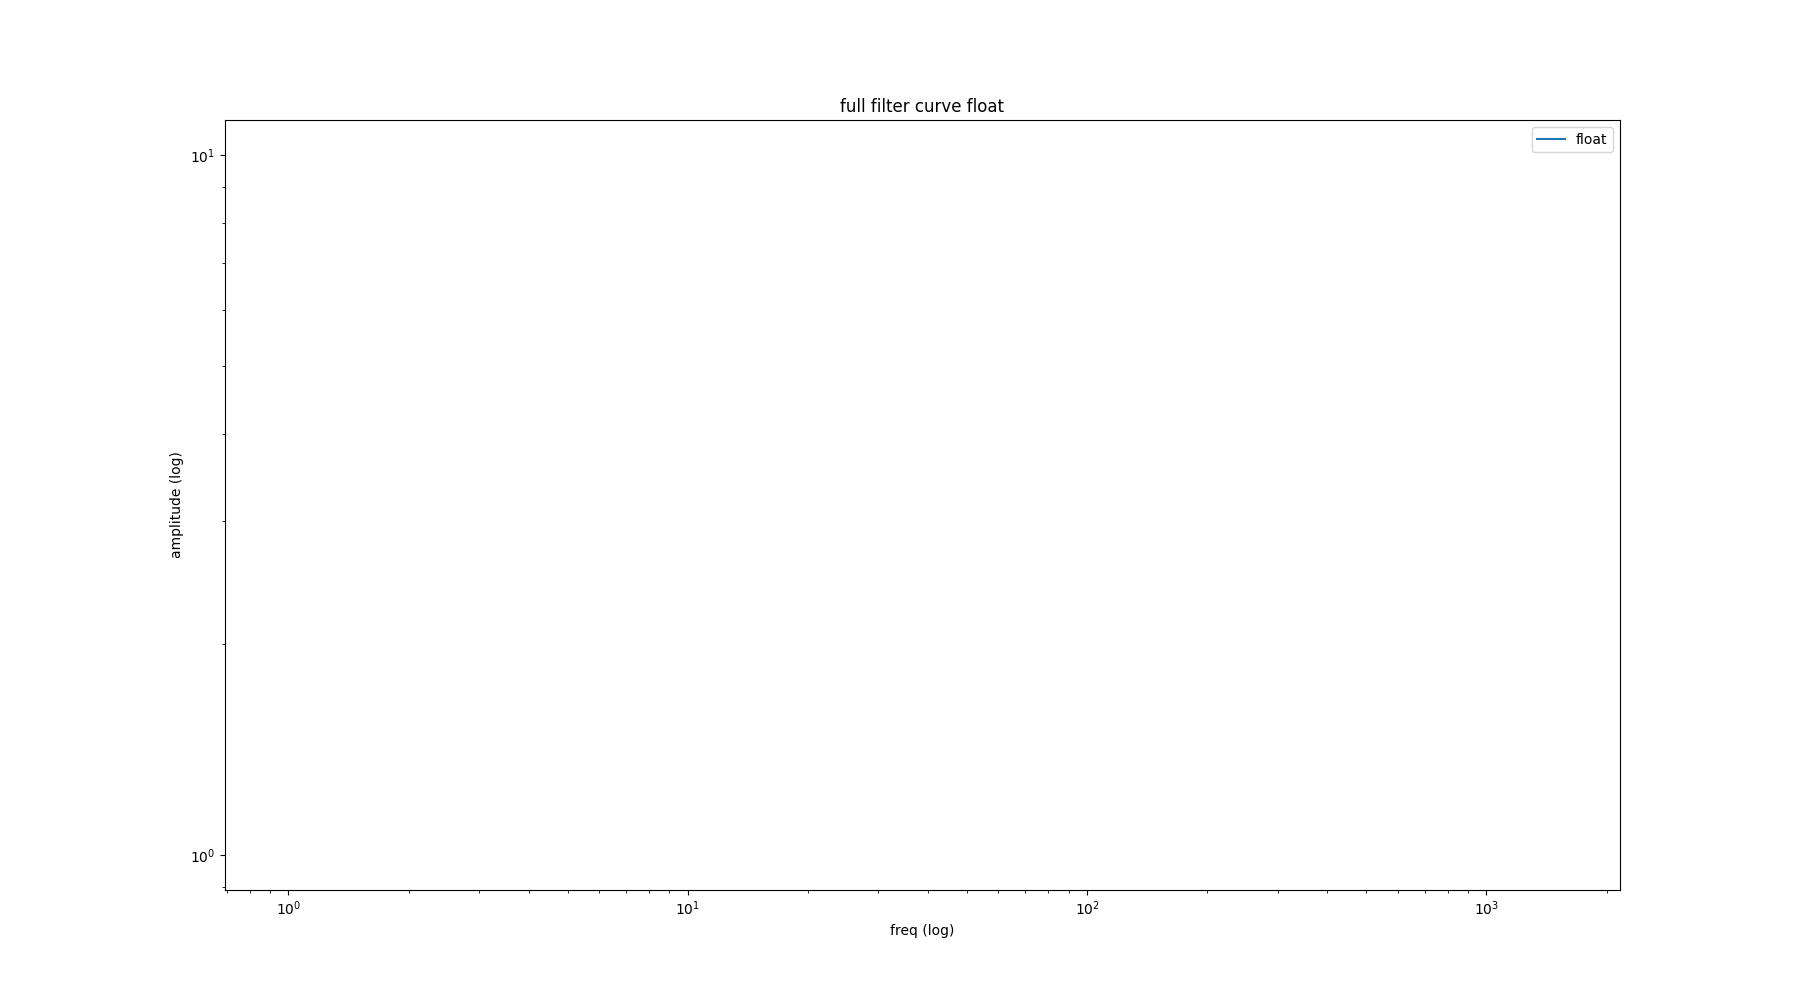 full filter curve float
float
10¹
amplitude (log)
10⁰
10⁰ 10¹ 10² 10³
freq (log)